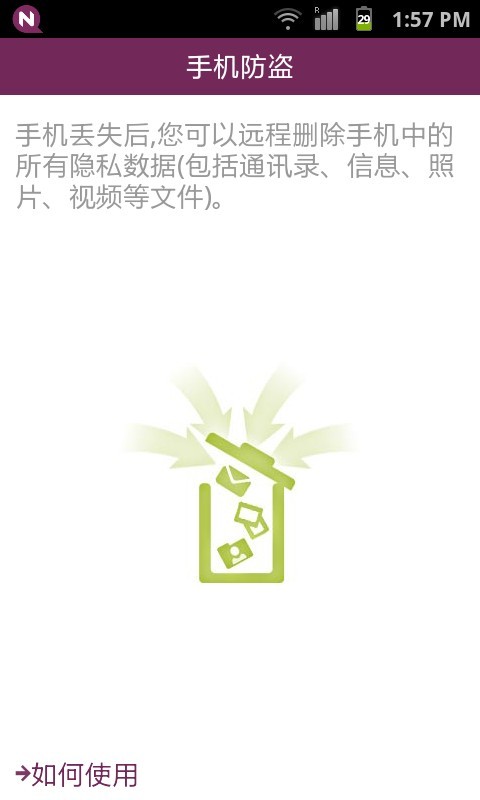 N
R
29
1:57 PM
手机防盗
手机丢失后,您可以远程删除手机中的
所有隐私数据(包括通讯录、信息、照
片、视频等文件)。
→如何使用